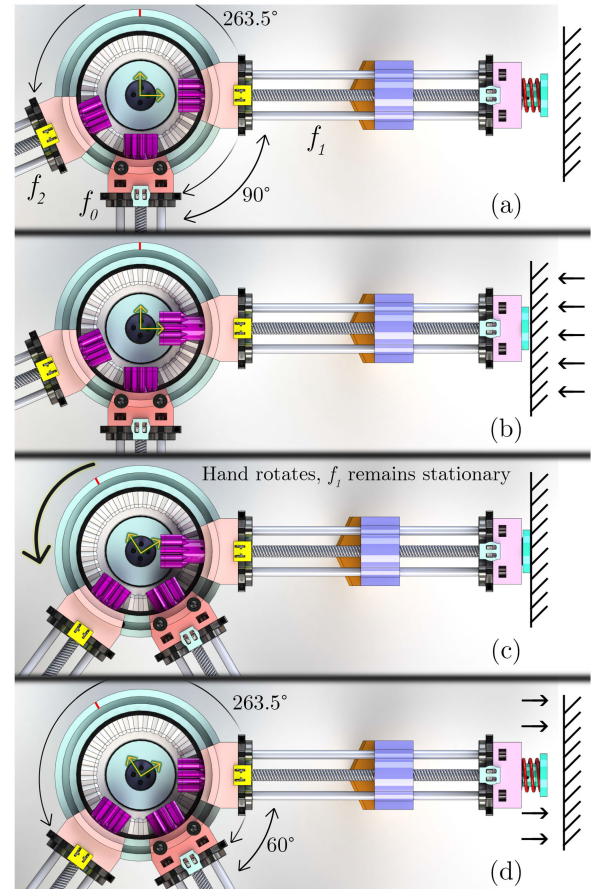 263.5°
f₁
f₂
f₀
90°
(a)
(b)
Hand rotates, f₁ remains stationary
(c)
263.5°
60°
(d)